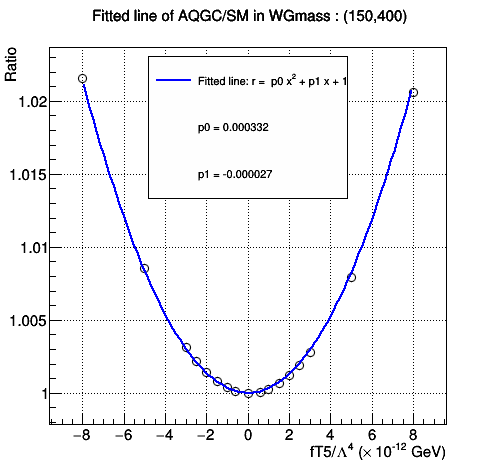 Fitted line of AQGC/SM in WGmass : (150,400)
Ratio
Fitted line: r = p0 x² + p1 x + 1
p0 = 0.000332
p1 = -0.000027
1.02
1.015
1.01
1.005
1
−8 −6 −4 −2 0 2 4 6 8
fT5/Λ⁴ (× 10⁻¹² GeV)